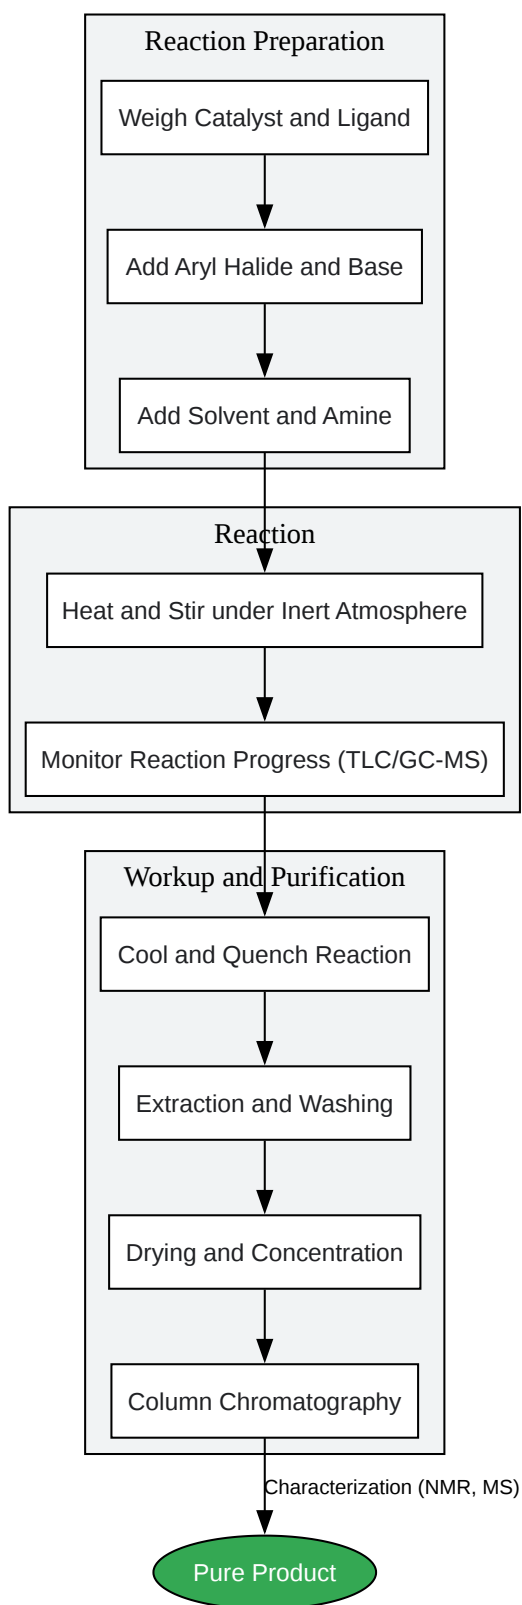 Reaction Preparation
Weigh Catalyst and Ligand
Add Aryl Halide and Base
Add Solvent and Amine
Reaction
Heat and Stir under Inert Atmosphere
Monitor Reaction Progress (TLC/GC-MS)
Workup and Purification
Cool and Quench Reaction
Extraction and Washing
Drying and Concentration
Column Chromatography
Characterization (NMR, MS)
Pure Product